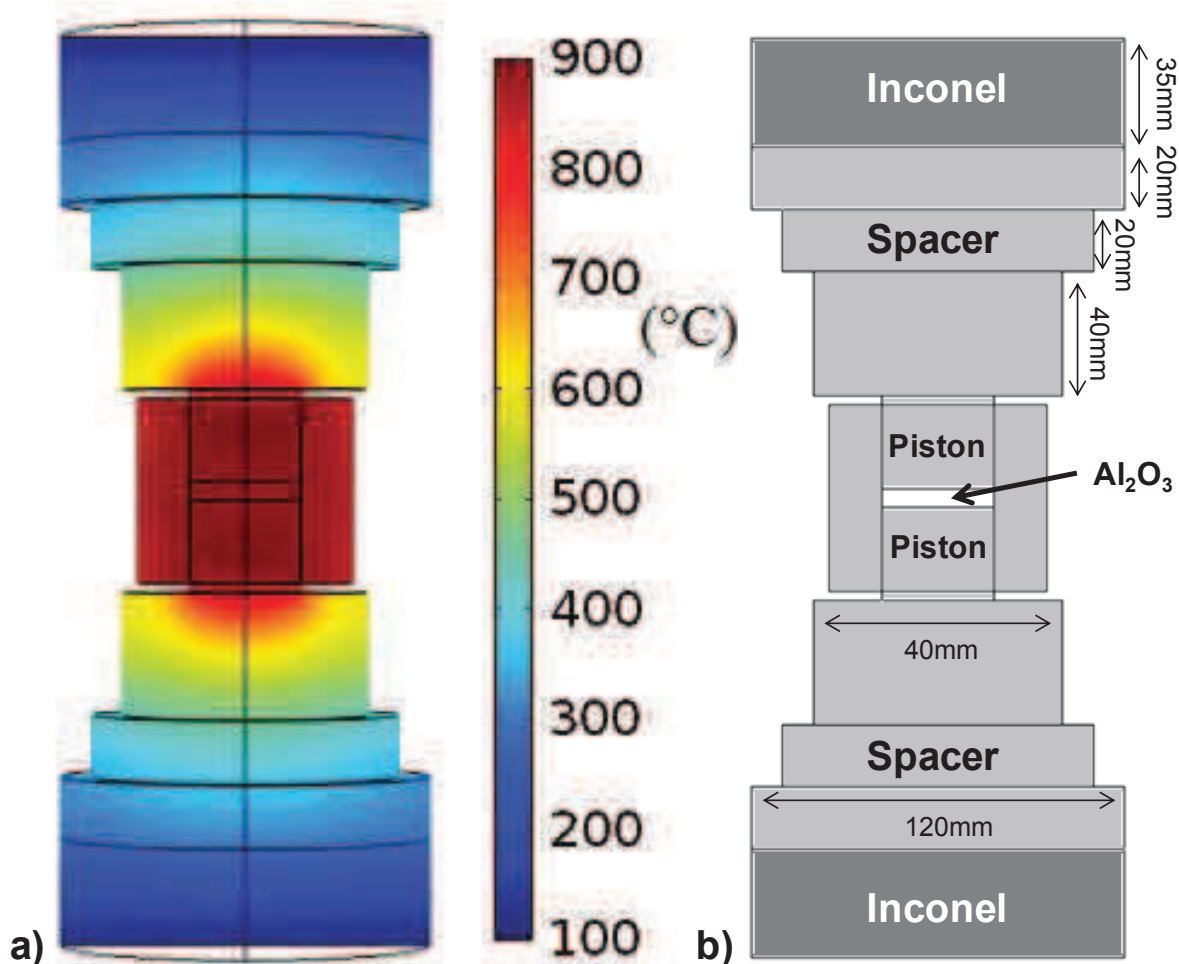 900
800
700
(°C)
600
500
400
300
200
100
a)
Inconel
35mm
20mm
Spacer
20mm
40mm
Piston
Al₂O₃
Piston
40mm
Spacer
120mm
Inconel
b)